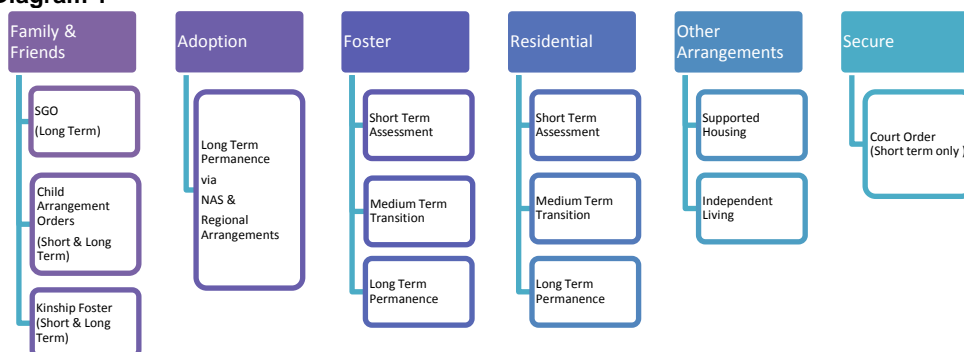 Diagram 1
Family &
Friends
SGO
(Long Term)
Child
Arrangement
Orders
(Short & Long
Term)
Kinship Foster
(Short & Long
Term)
Adoption
Long Term
Permanence
via
NAS &
Regional
Arrangements
Foster
Short Term
Assessment
Medium Term
Transition
Long Term
Permanence
Residential
Short Term
Assessment
Medium Term
Transition
Long Term
Permanence
Other
Arrangements
Supported
Housing
Independent
Living
Secure
Court Order
(Short term only )